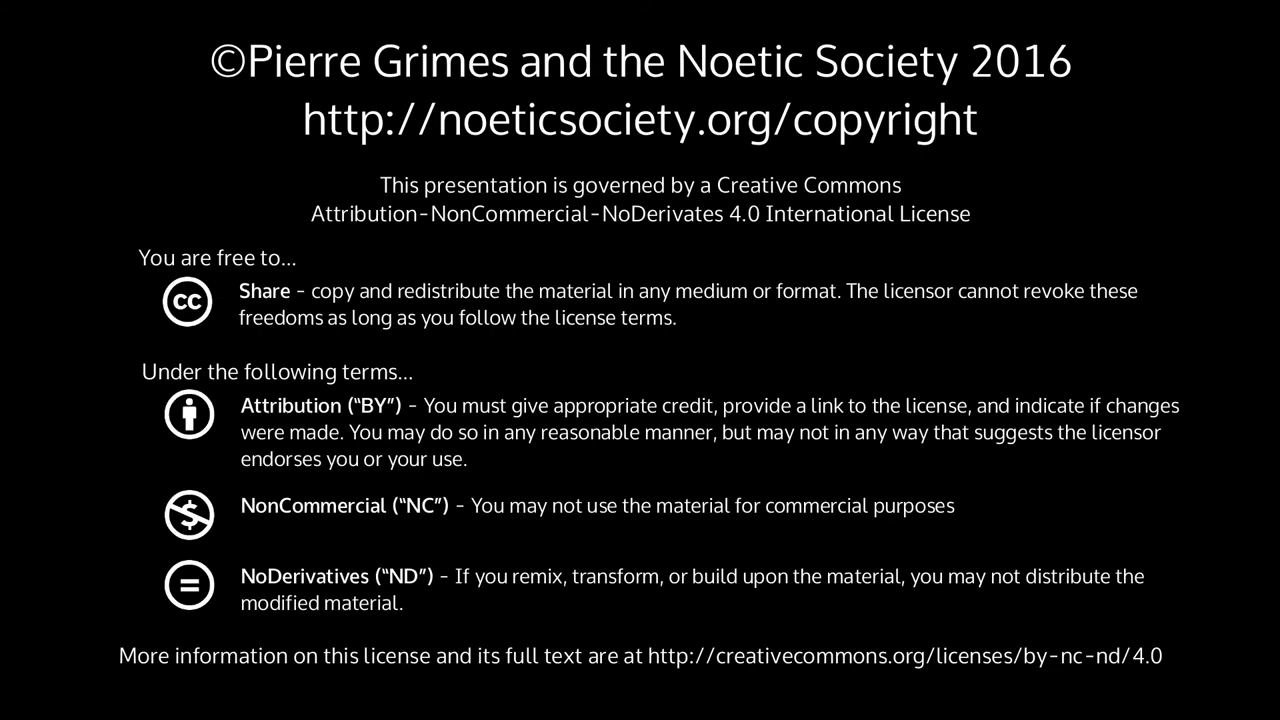 ©Pierre Grimes and the Noetic Society 2016
http://noeticsociety.org/copyright
This presentation is governed by a Creative Commons
Attribution-NonCommercial-NoDerivates 4.0 International License
You are free to...
cc
Share - copy and redistribute the material in any medium or format. The licensor cannot revoke these
freedoms as long as you follow the license terms.
Under the following terms...
Attribution (“BY”) - You must give appropriate credit, provide a link to the license, and indicate if changes
were made. You may do so in any reasonable manner, but may not in any way that suggests the licensor
endorses you or your use.
$
NonCommercial (“NC”) - You may not use the material for commercial purposes
=
NoDerivatives (“ND”) - If you remix, transform, or build upon the material, you may not distribute the
modified material.
More information on this license and its full text are at http://creativecommons.org/licenses/by-nc-nd/4.0